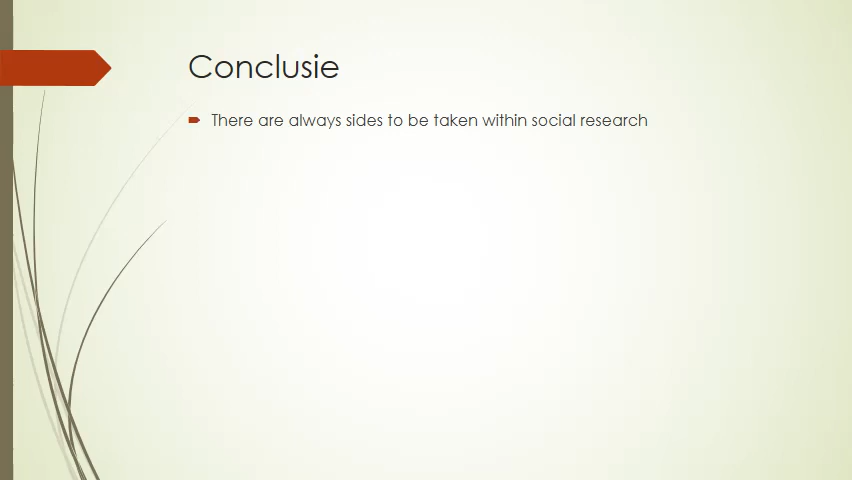 Conclusie
There are always sides to be taken within social research